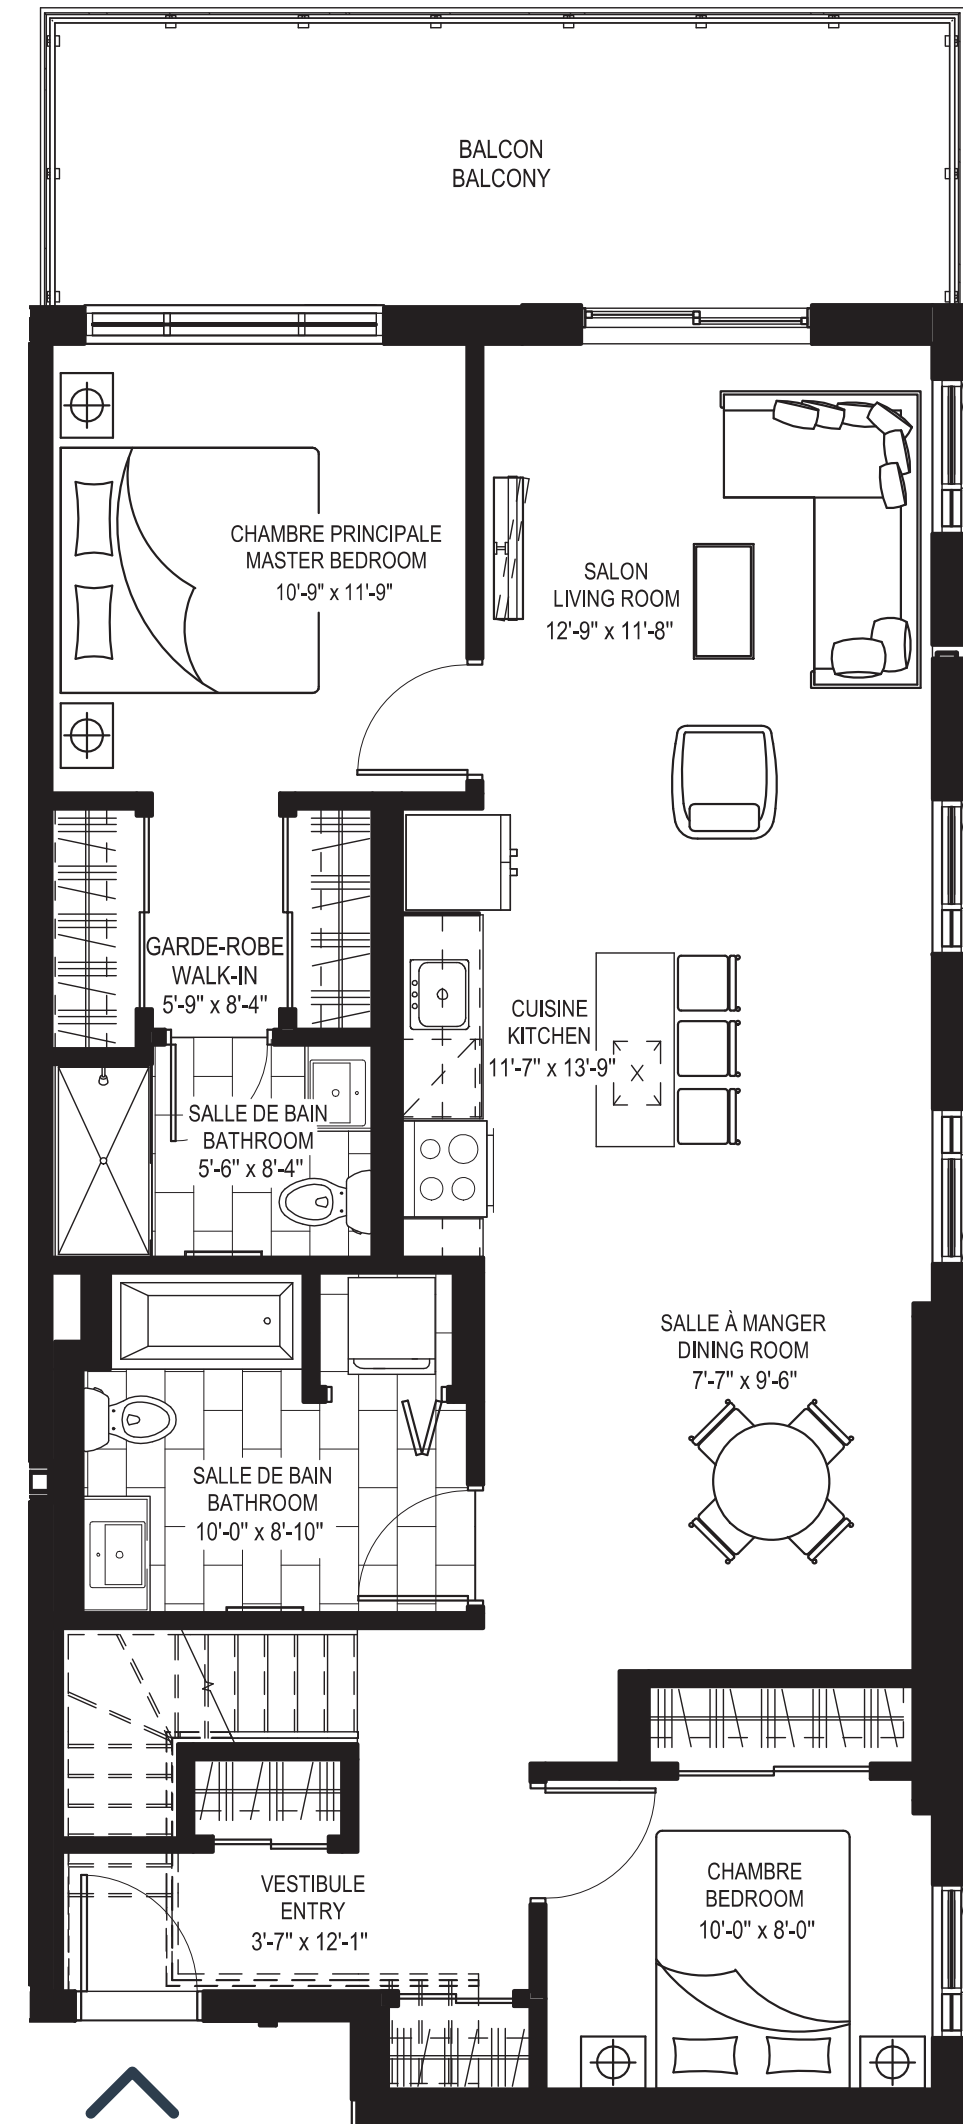 BALCON
BALCONY
CHAMBRE PRINCIPALE
MASTER BEDROOM
10'-9" x 11'-9"
SALON
LIVING ROOM
12'-9" x 11'-8"
GARDE-ROBE
WALK-IN
5'-9" x 8'-4"
CUISINE
KITCHEN
11'-7" x 13'-9"
SALLE DE BAIN
BATHROOM
5'-6" x 8'-4"
SALLE À MANGER
DINING ROOM
7'-7" x 9'-6"
SALLE DE BAIN
BATHROOM
10'-0" x 8'-10"
VESTIBULE
ENTRY
3'-7" x 12'-1"
CHAMBRE
BEDROOM
10'-0" x 8'-0"